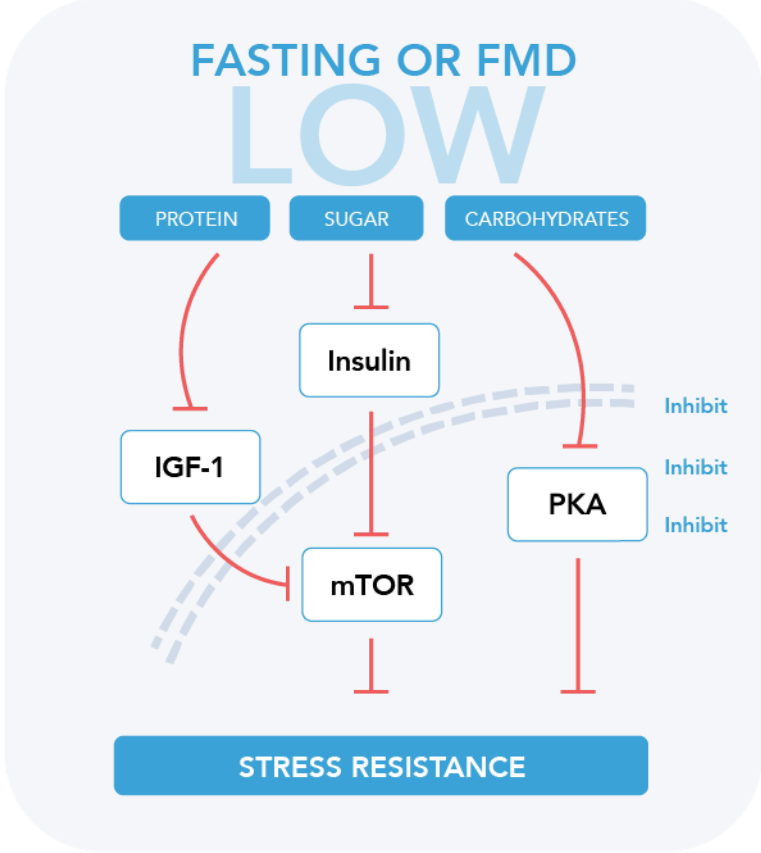 FASTING OR FMD
LOW
PROTEIN SUGAR CARBOHYDRATES
Insulin
Inhibit
IGF-1
Inhibit
PKA
Inhibit
mTOR
STRESS RESISTANCE